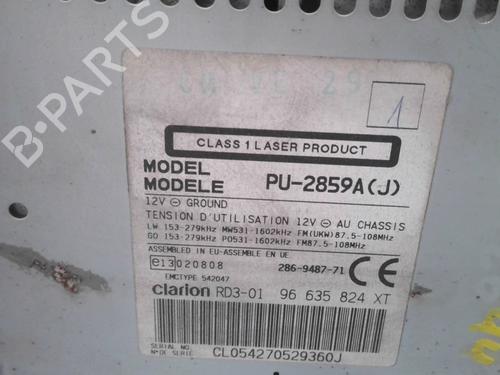 1
CLASS 1 LASER PRODUCT
MODEL
MODELE PU-2859A(J)
12V ⎓ GROUND
TENSION D'UTILISATION 12V ⎓ AU CHASSIS
LW 153-279kHz MW531-1602kHz FM(UKW)87.5-108MHz
GO 153-279kHz PO531-1602kHz FM87.5-108MHz
ASSEMBLED IN EU-ASSEMBLE EN UE.
e13 020808 286-9487-71 CE
EMCTYPE 542047
clarion RD3-01 96 635 824 XT
SERIAL NO.
N° DE SERIE CL054270529360J
B-PARTS